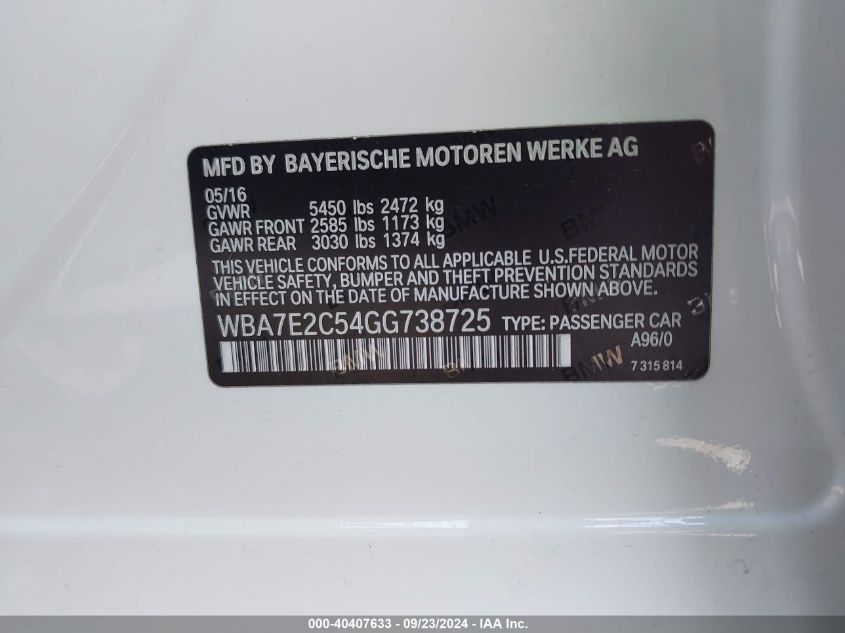 MFD BY BAYERISCHE MOTOREN WERKE AG
05/16
GVWR 5450 lbs 2472 kg
GAWR FRONT 2585 lbs 1173 kg
GAWR REAR 3030 lbs 1374 kg
THIS VEHICLE CONFORMS TO ALL APPLICABLE U.S.FEDERAL MOTOR
VEHICLE SAFETY, BUMPER AND THEFT PREVENTION STANDARDS
IN EFFECT ON THE DATE OF MANUFACTURE SHOWN ABOVE.
WBA7E2C54GG738725 TYPE: PASSENGER CAR
A96/0
7 315 814
000-40407633 - 09/23/2024 - IAA Inc.